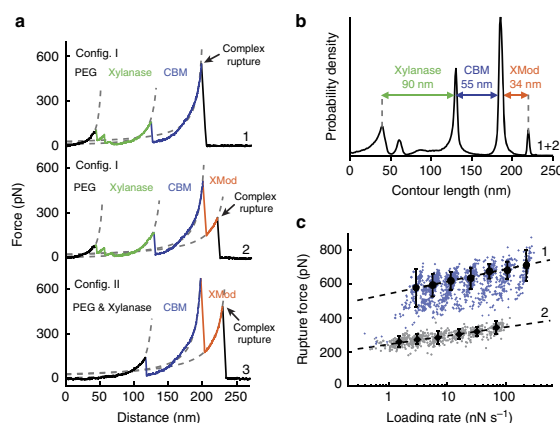 a
Config. I
PEG Xylanase CBM
Complex
rupture
600
300
0
1
Config. I
PEG Xylanase CBM XMod
Complex
rupture
600
300
0
2
Config. II
PEG & Xylanase CBM XMod
Complex
rupture
600
300
0
3
Force (pN)
0 50 100 150 200 250
Distance (nm)
b
Xylanase CBM XMod
90 nm 55 nm 34 nm
Probability density
1+2
0 50 100 150 200 250
Contour length (nm)
c
Rupture force (pN)
800
600
400
200
0
1
2
1 10 100
Loading rate (nN s⁻¹)